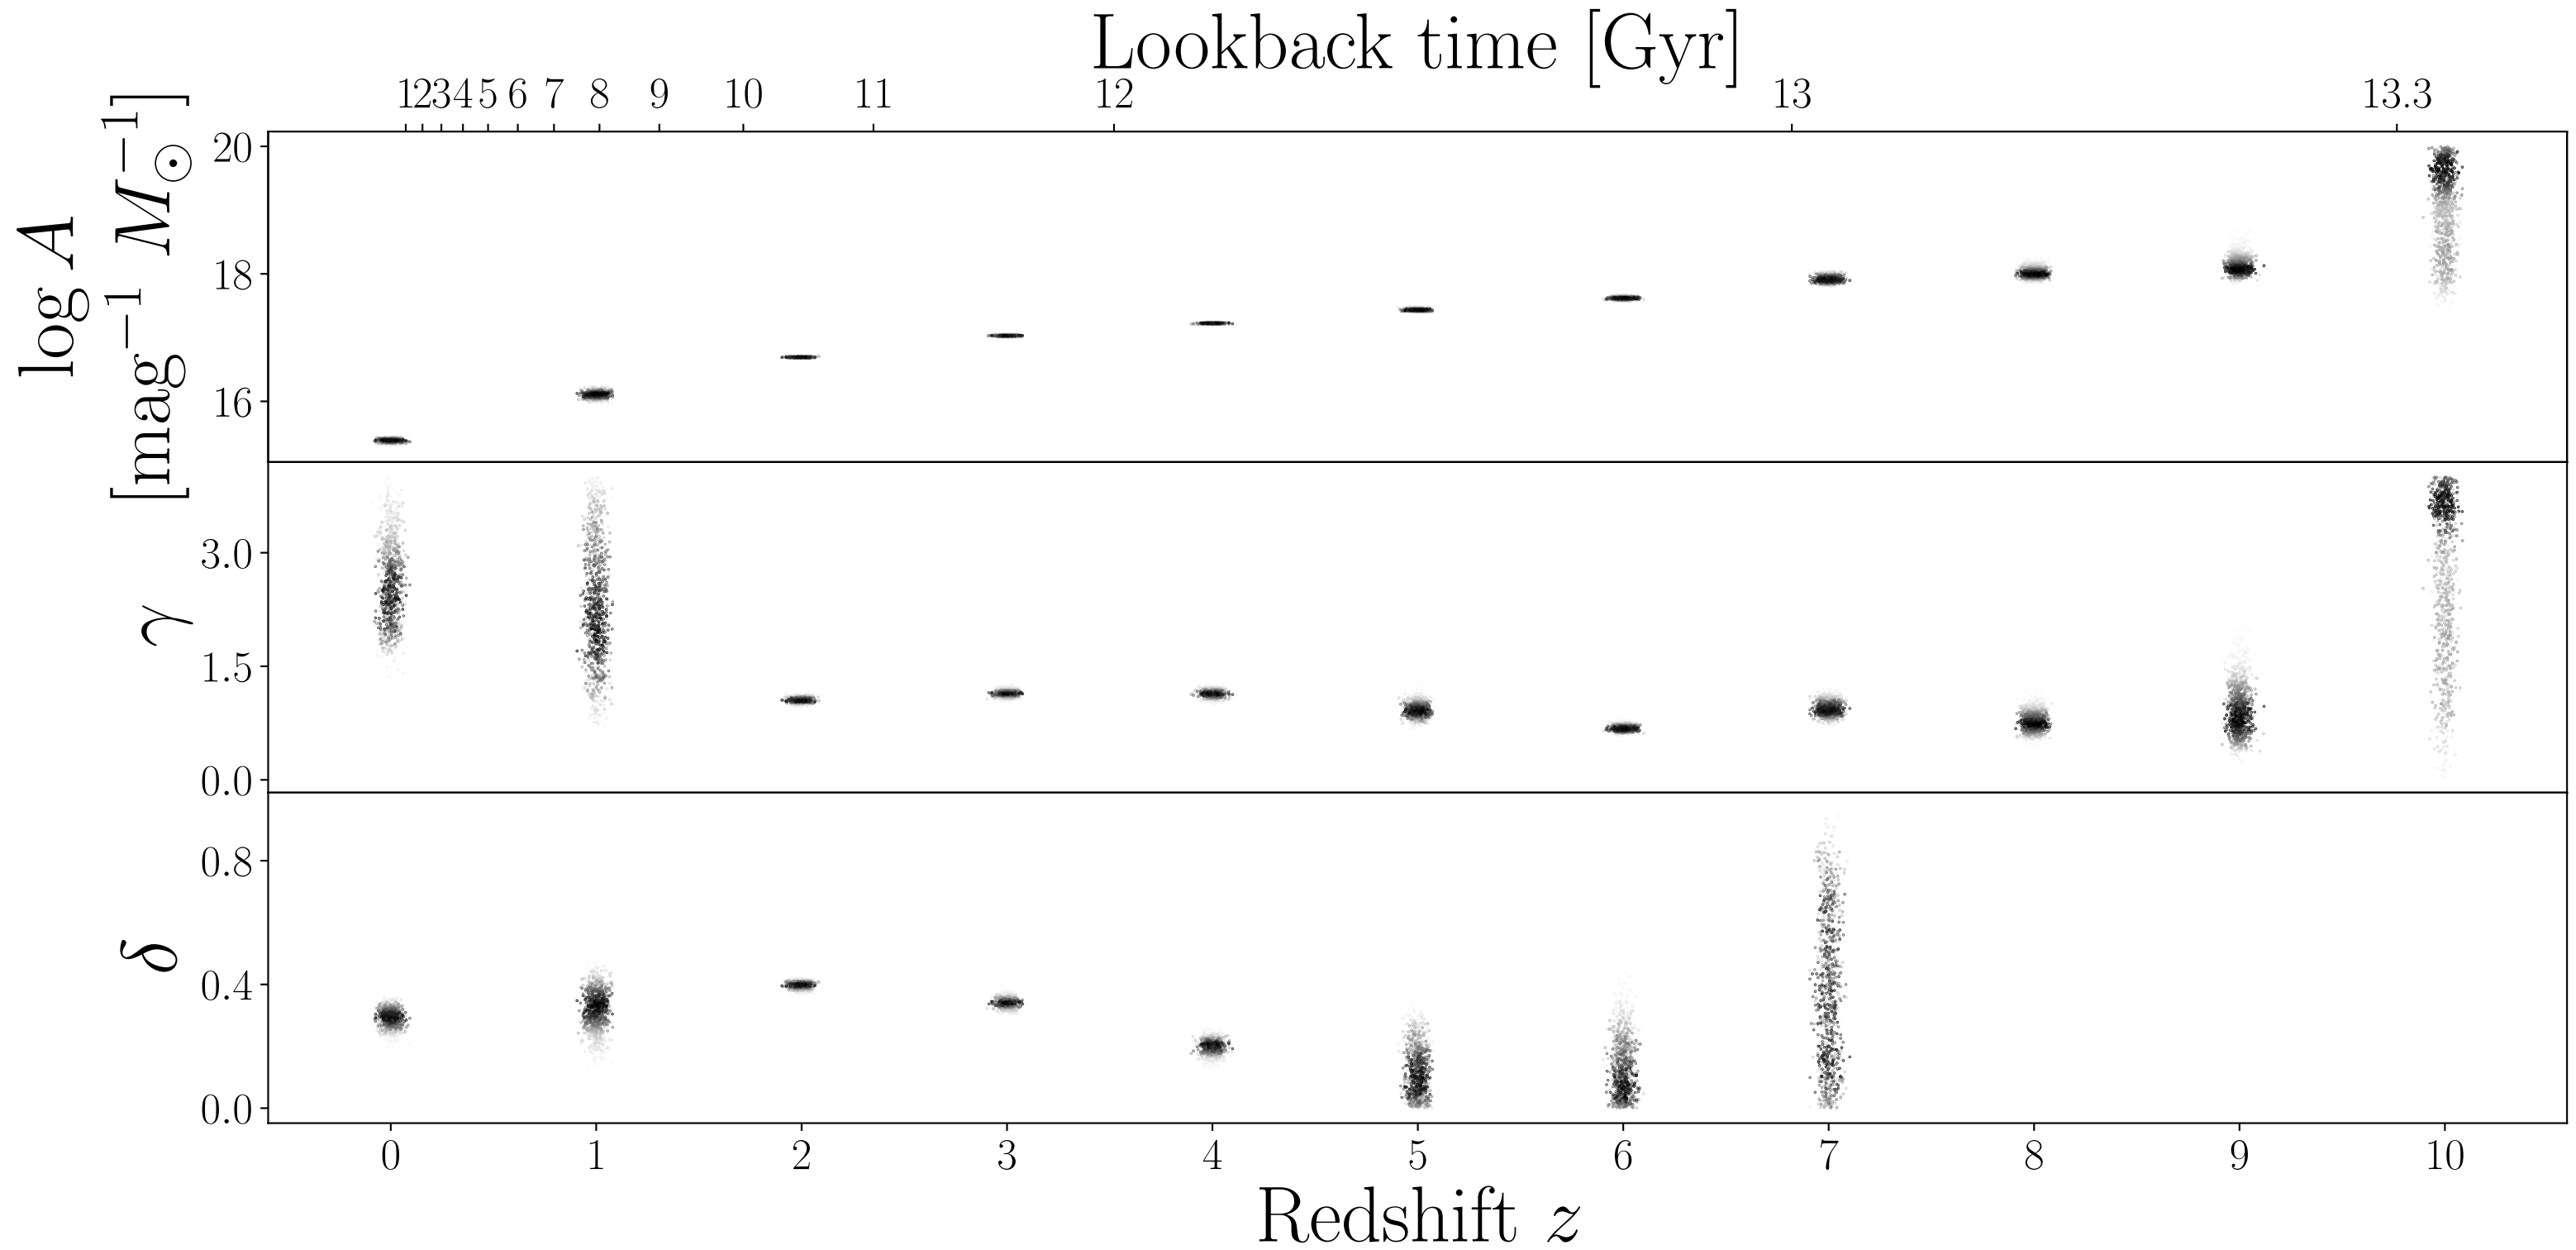 Lookback time [Gyr]
1 2 3 4 5 6 7 8 9 10 11 12 13 13.3
log A
[mag⁻¹ M⊙⁻¹]
20
18
16
γ
3.0
1.5
0.0
δ
0.8
0.4
0.0
0 1 2 3 4 5 6 7 8 9 10
Redshift z